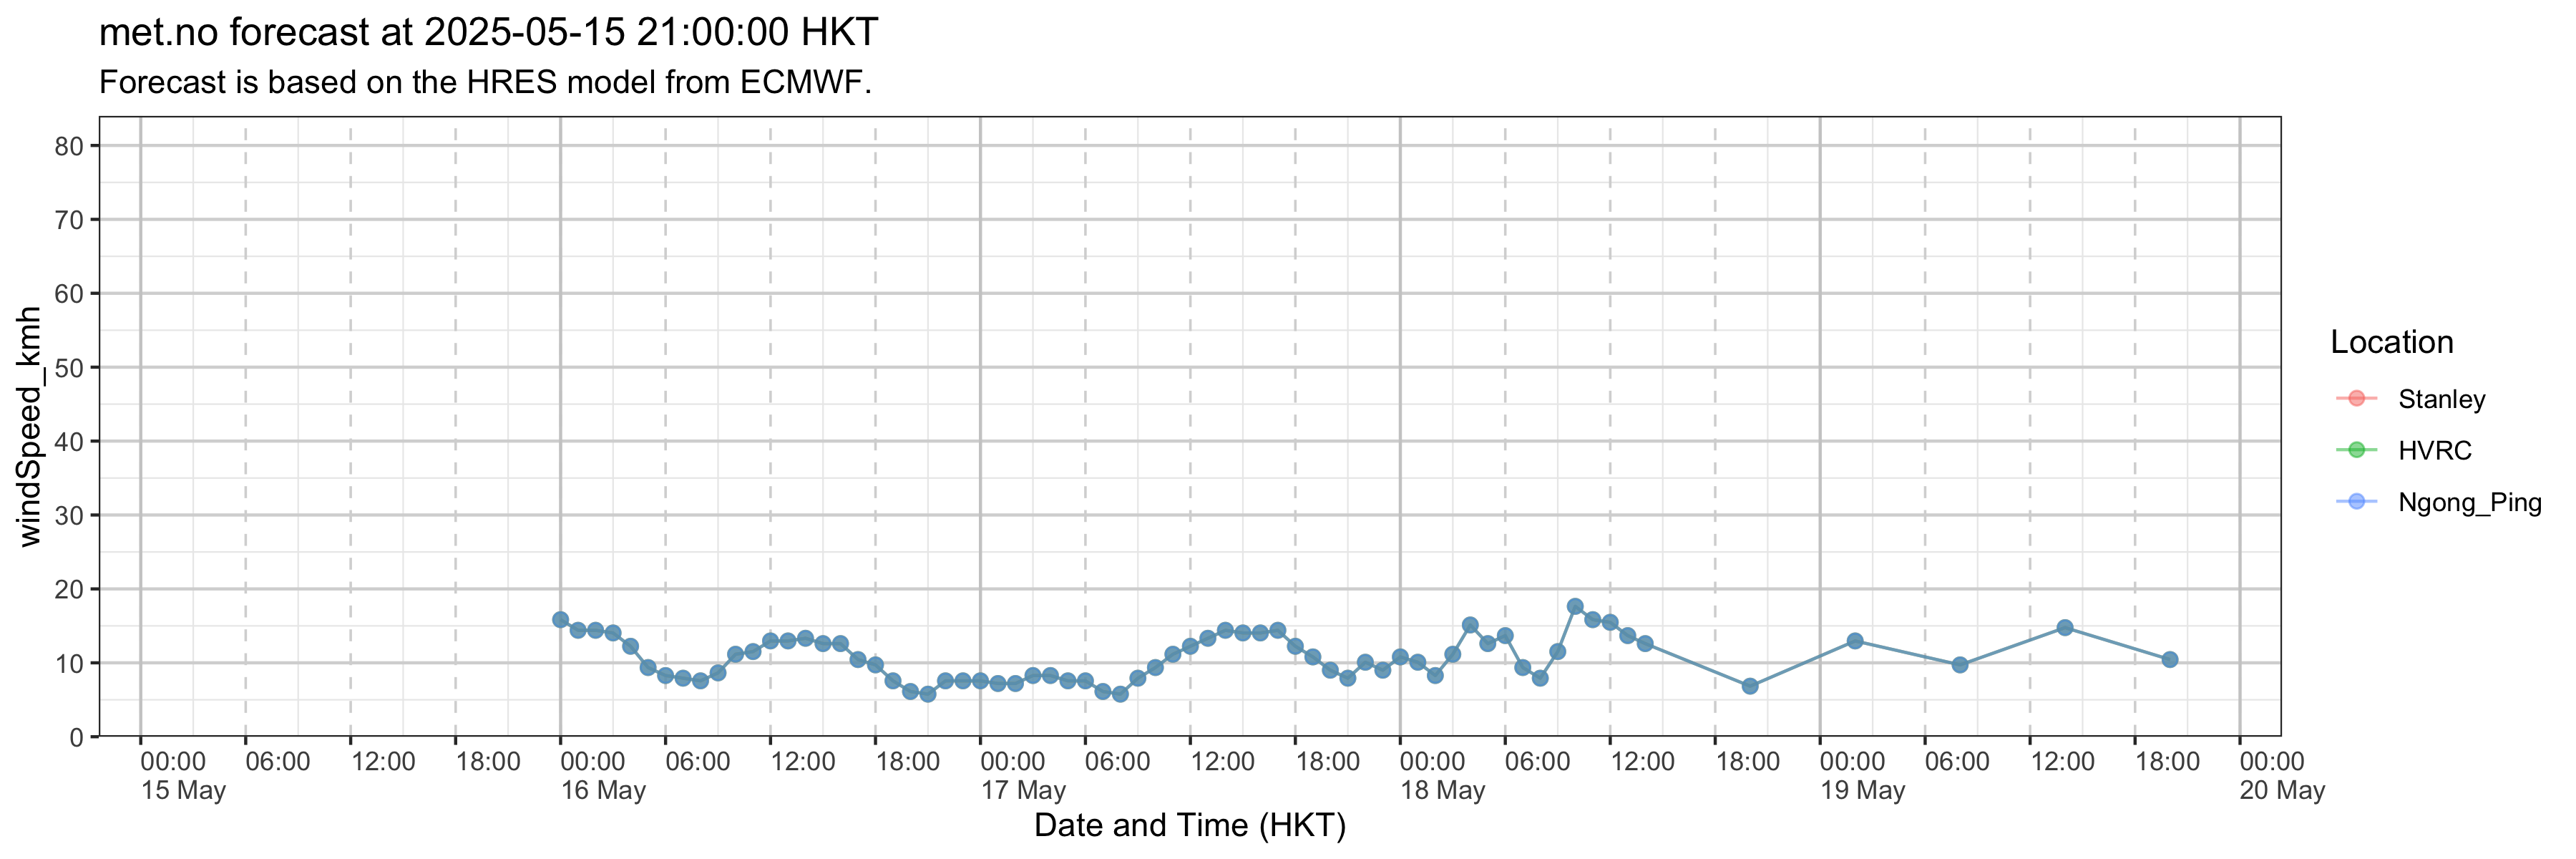 met.no forecast at 2025-05-15 21:00:00 HKT
Forecast is based on the HRES model from ECMWF.
windSpeed_kmh
80
70
60
50
40
30
20
10
0
00:00 06:00 12:00 18:00 00:00 06:00 12:00 18:00 00:00 06:00 12:00 18:00 00:00 06:00 12:00 18:00 00:00 06:00 12:00 18:00 00:00
15 May 16 May 17 May 18 May 19 May 20 May
Date and Time (HKT)
Location
Stanley
HVRC
Ngong_Ping